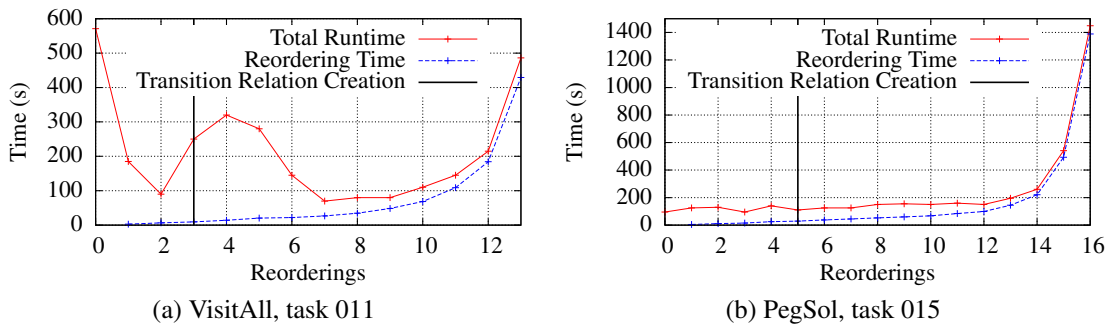 600
500
400
300
200
100
0
Time (s)
Total Runtime
Reordering Time
Transition Relation Creation
0 2 4 6 8 10 12
Reorderings
(a) VisitAll, task 011
1400
1200
1000
800
600
400
200
0
Time (s)
Total Runtime
Reordering Time
Transition Relation Creation
0 2 4 6 8 10 12 14 16
Reorderings
(b) PegSol, task 015